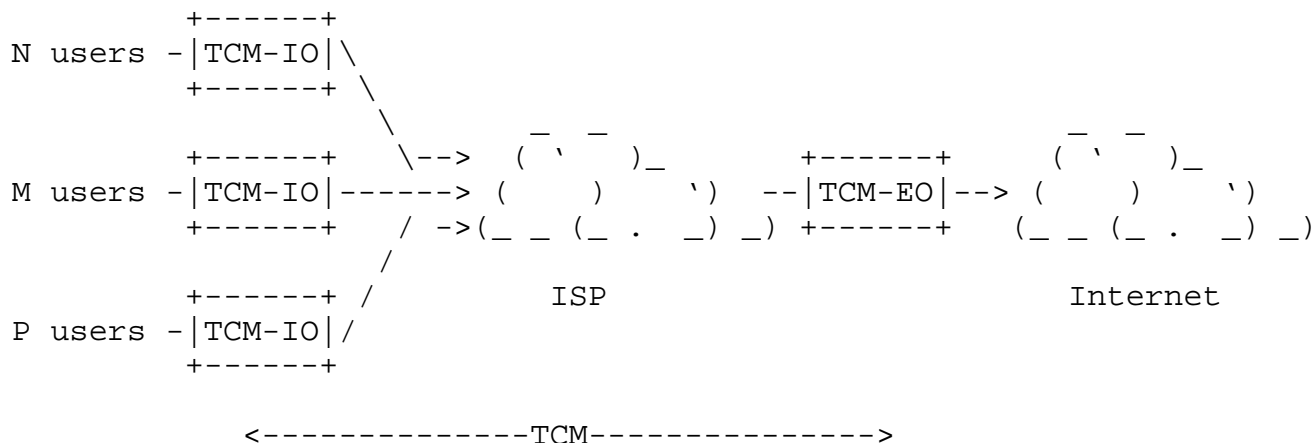 +------+
N users -|TCM-IO|\
+------+ \
\ _ _ _ _
+------+ \--> ( ` )_ +------+ ( ` )_
M users -|TCM-IO|------> ( ) `) --|TCM-EO|--> ( ) `)
+------+ / ->(_ _ (_ . _) _) +------+ (_ _ (_ . _) _)
/
+------+ / ISP Internet
P users -|TCM-IO|/
+------+
<--------------TCM--------------->